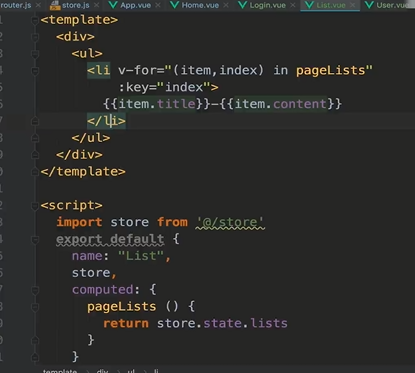 router.js store.js App.vue Home.vue Login.vue List.vue User.vue
<template>
<div>
<ul>
<li v-for="(item,index) in pageLists"
:key="index">
{{item.title}}-{{item.content}}
</li>
</ul>
</div>
</template>
<script>
import store from '@/store'
export default {
name: "List",
store,
computed: {
pageLists () {
return store.state.lists
}
}
template div ul li